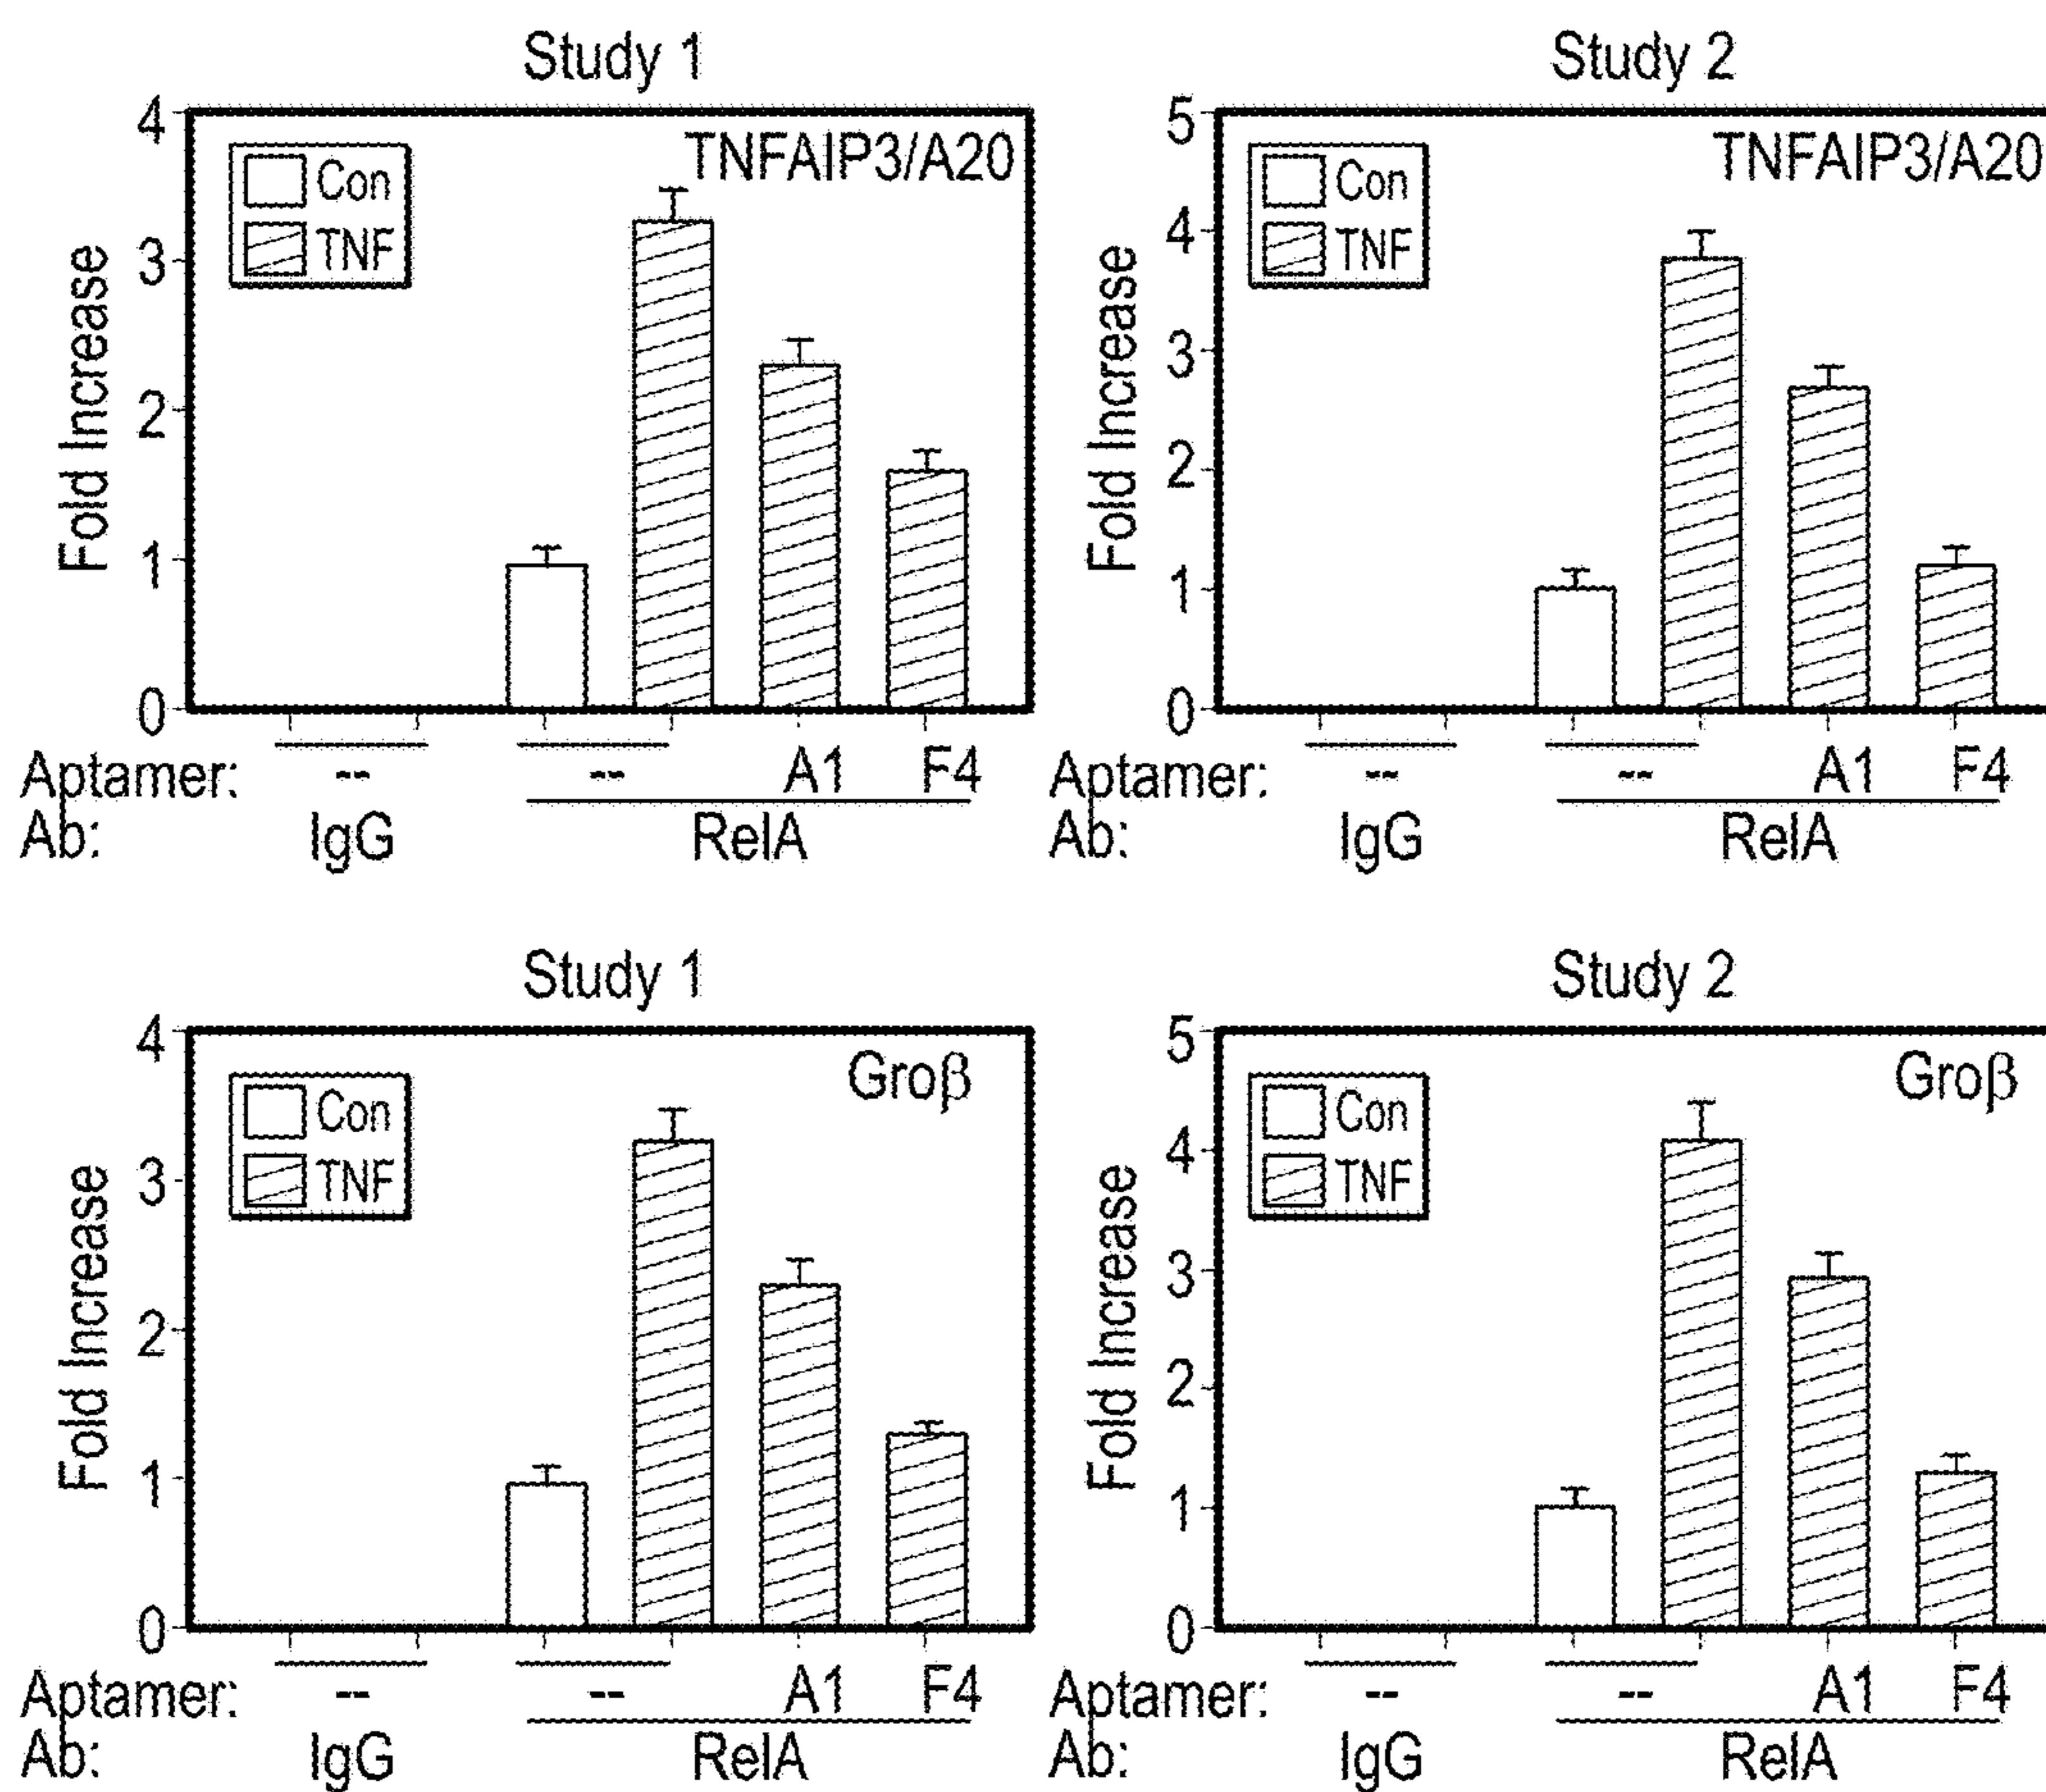 Study 1
4
3
2
1
0
Fold Increase
Con
TNF
TNFAIP3/A20
Aptamer: -- -- A1 F4
Ab: IgG RelA
Study 2
5
4
3
2
1
0
Fold Increase
Con
TNF
TNFAIP3/A20
Aptamer: -- -- A1 F4
Ab: IgG RelA
Study 1
4
3
2
1
0
Fold Increase
Con
TNF
Groβ
Aptamer: -- -- A1 F4
Ab: IgG RelA
Study 2
5
4
3
2
1
0
Fold Increase
Con
TNF
Groβ
Aptamer: -- -- A1 F4
Ab: IgG RelA